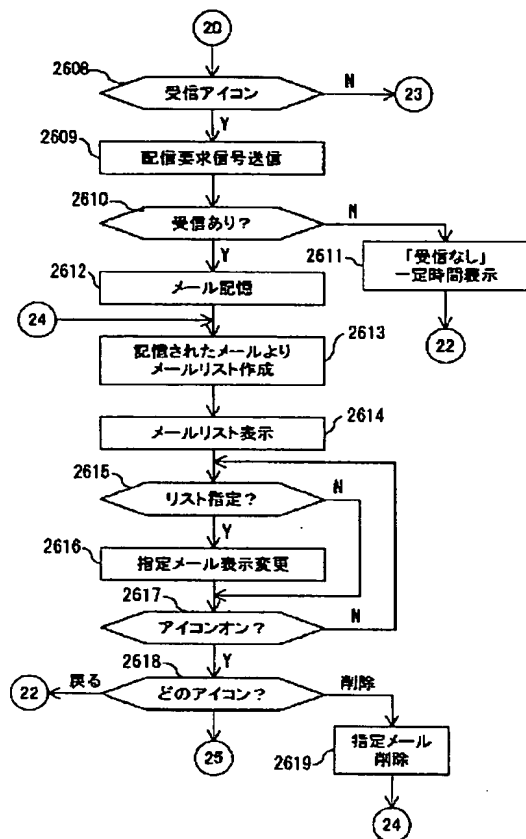 20
2608
受信アイコン
N
23
Y
2609
配信要求信号送信
2610
受信あり?
N
Y
2611
「受信なし」
一定時間表示
22
2612
メール記憶
24
2613
記憶されたメールより
メールリスト作成
2614
メールリスト表示
2615
リスト指定?
N
Y
2616
指定メール表示変更
2617
アイコンオン?
N
Y
2618
22
戻る
どのアイコン?
削除
25
2619
指定メール
削除
24